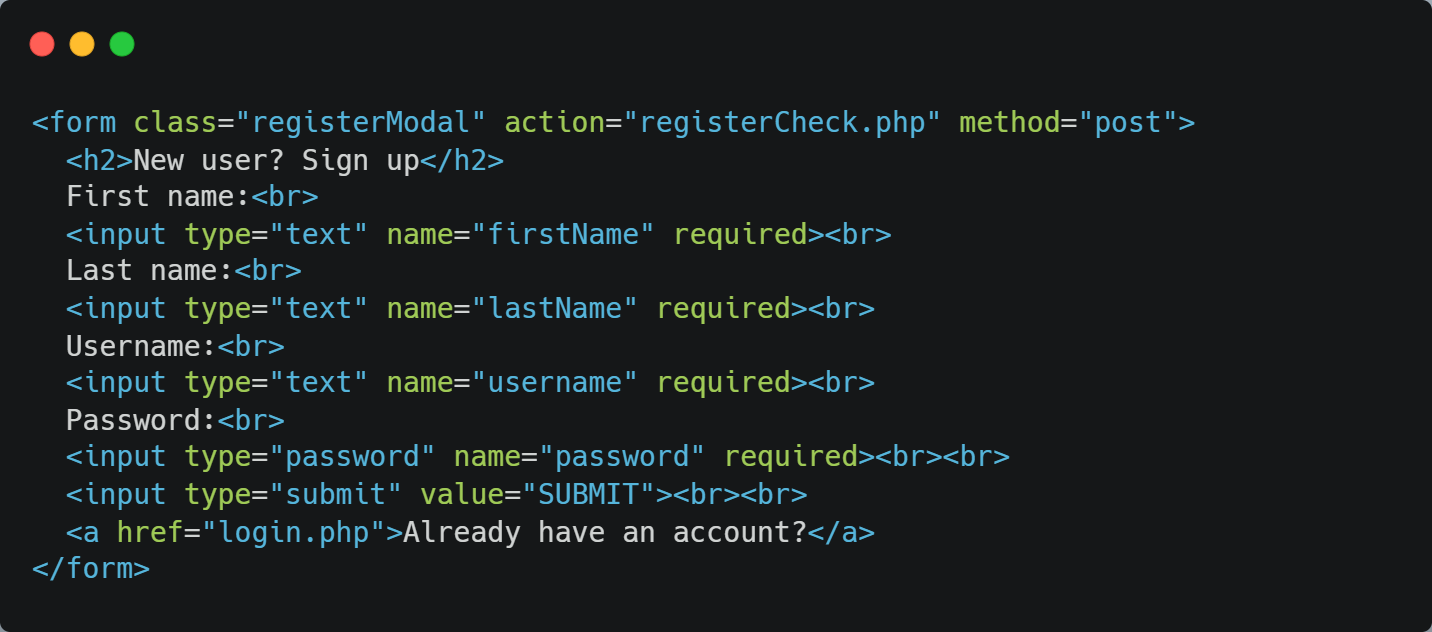 <form class="registerModal" action="registerCheck.php" method="post">
  <h2>New user? Sign up</h2>
  First name:<br>
  <input type="text" name="firstName" required><br>
  Last name:<br>
  <input type="text" name="lastName" required><br>
  Username:<br>
  <input type="text" name="username" required><br>
  Password:<br>
  <input type="password" name="password" required><br><br>
  <input type="submit" value="SUBMIT"><br><br>
  <a href="login.php">Already have an account?</a>
</form>